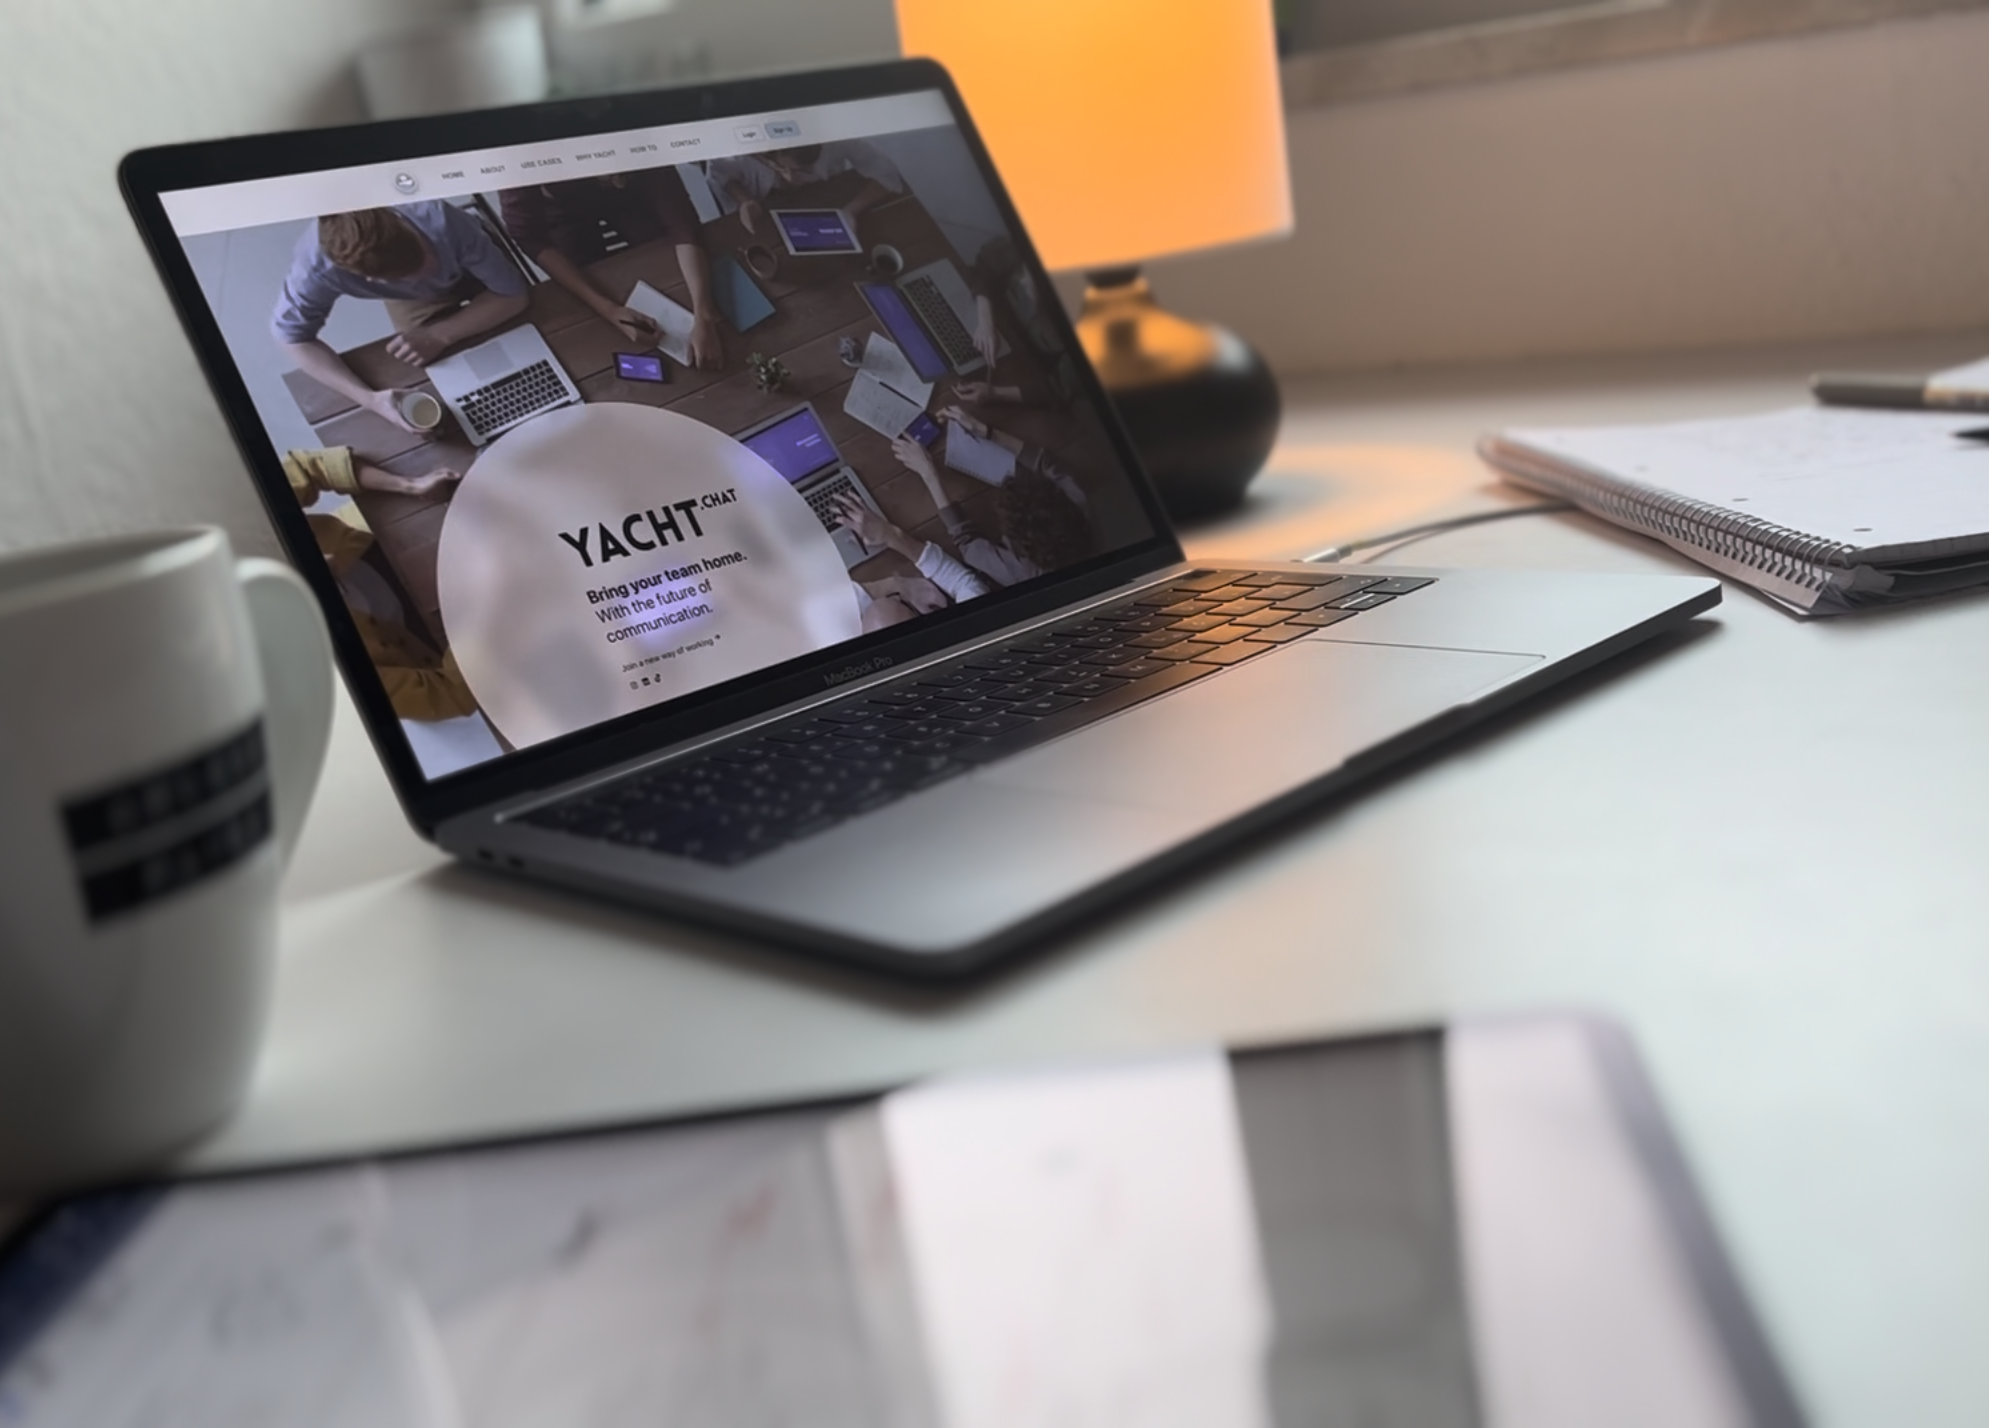 HOME ABOUT USE CASES WHY YACHT HOW TO CONTACT Login Sign Up
YACHT.CHAT
Bring your team home.
With the future of
communication.
Join a new way of working
MacBook Pro